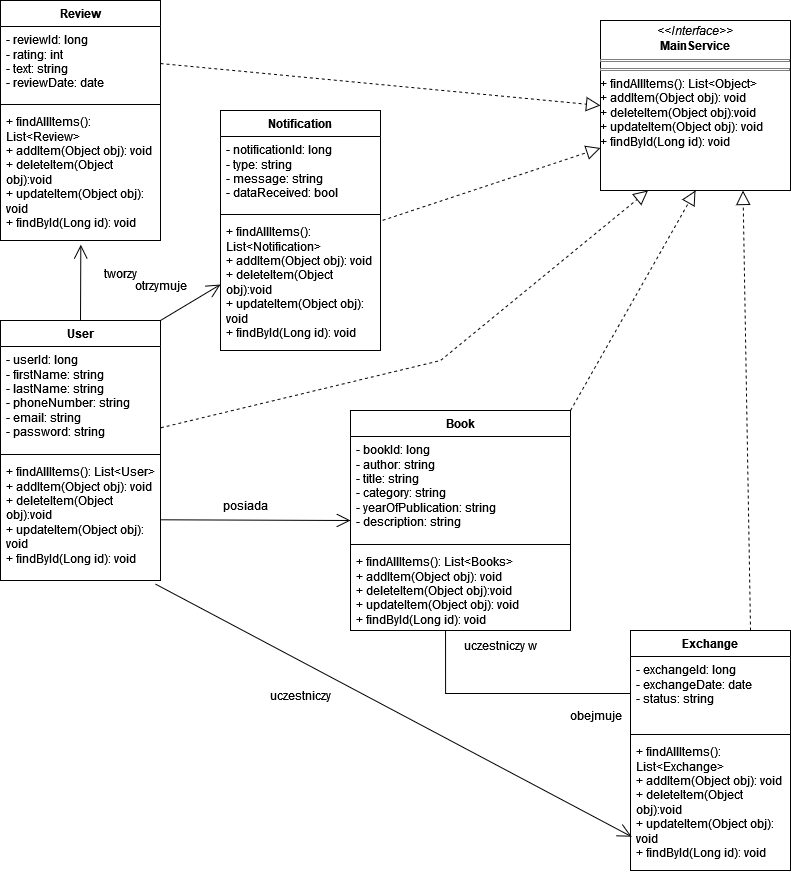 Review
- reviewId: long
- rating: int
- text: string
- reviewDate: date
+ findAllItems():
List<Review>
+ addItem(Object obj): void
+ deleteItem(Object
obj):void
+ updateItem(Object obj):
void
+ findById(Long id): void
<<Interface>>
MainService
+ findAllItems(): List<Object>
+ addItem(Object obj): void
+ deleteItem(Object obj):void
+ updateItem(Object obj): void
+ findById(Long id): void
Notification
- notificationId: long
- type: string
- message: string
- dataReceived: bool
+ findAllItems():
List<Notification>
+ addItem(Object obj): void
+ deleteItem(Object
obj):void
+ updateItem(Object obj):
void
+ findById(Long id): void
tworzy
otrzymuje
User
- userId: long
- firstName: string
- lastName: string
- phoneNumber: string
- email: string
- password: string
+ findAllItems(): List<User>
+ addItem(Object obj): void
+ deleteItem(Object
obj):void
+ updateItem(Object obj):
void
+ findById(Long id): void
posiada
Book
- bookId: long
- author: string
- title: string
- category: string
- yearOfPublication: string
- description: string
+ findAllItems(): List<Books>
+ addItem(Object obj): void
+ deleteItem(Object obj):void
+ updateItem(Object obj): void
+ findById(Long id): void
uczestniczy w
uczestniczy
obejmuje
Exchange
- exchangeId: long
- exchangeDate: date
- status: string
+ findAllItems():
List<Exchange>
+ addItem(Object obj): void
+ deleteItem(Object
obj):void
+ updateItem(Object obj):
void
+ findById(Long id): void